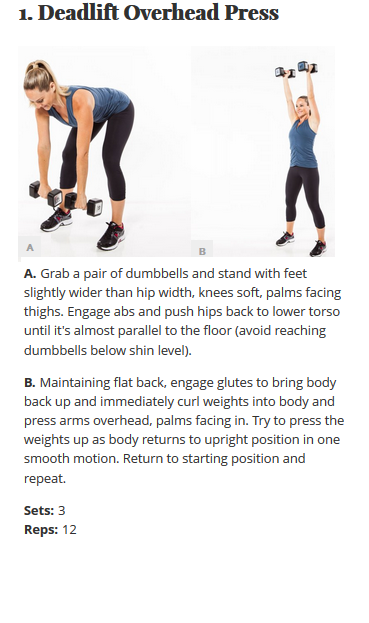 1. Deadlift Overhead Press
A
B
A. Grab a pair of dumbbells and stand with feet
slightly wider than hip width, knees soft, palms facing
thighs. Engage abs and push hips back to lower torso
until it's almost parallel to the floor (avoid reaching
dumbbells below shin level).
B. Maintaining flat back, engage glutes to bring body
back up and immediately curl weights into body and
press arms overhead, palms facing in. Try to press the
weights up as body returns to upright position in one
smooth motion. Return to starting position and
repeat.
Sets: 3
Reps: 12